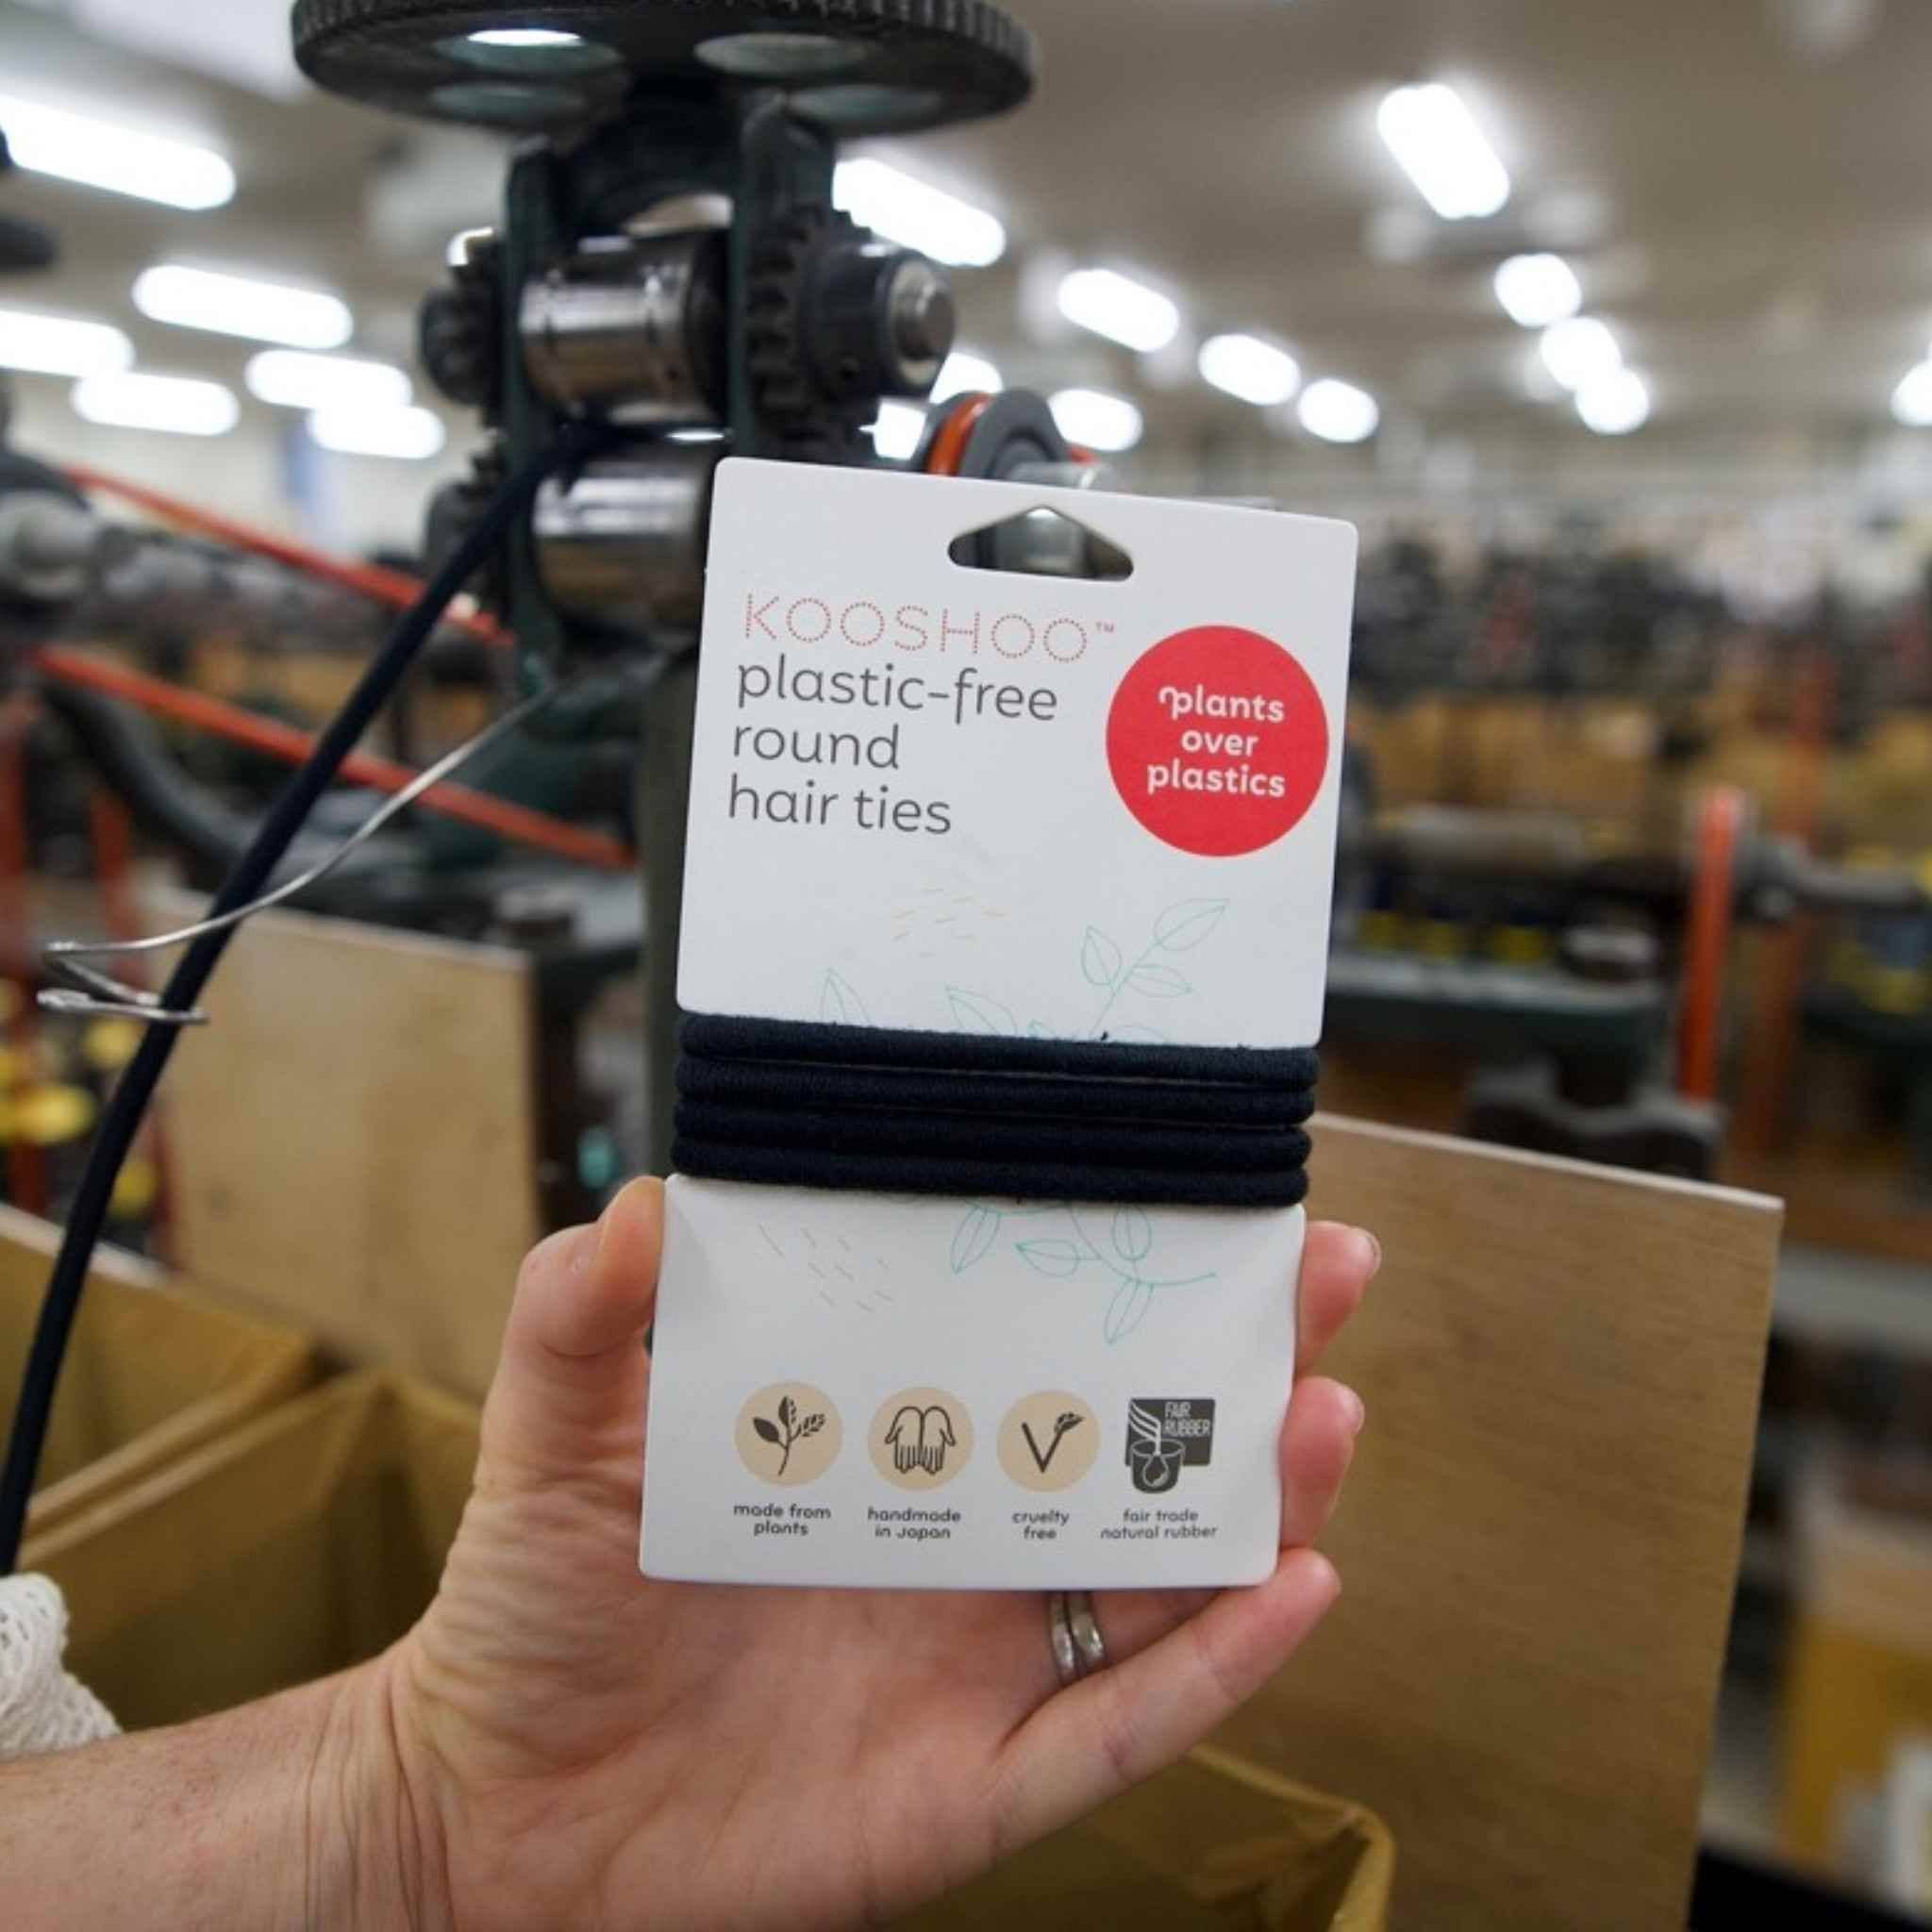 KOOSHOO™
plastic-free
round
hair ties
plants
over
plastics
made from
plants
handmade
in Japan
cruelty
free
FAIR
RUBBER
fair trade
natural rubber